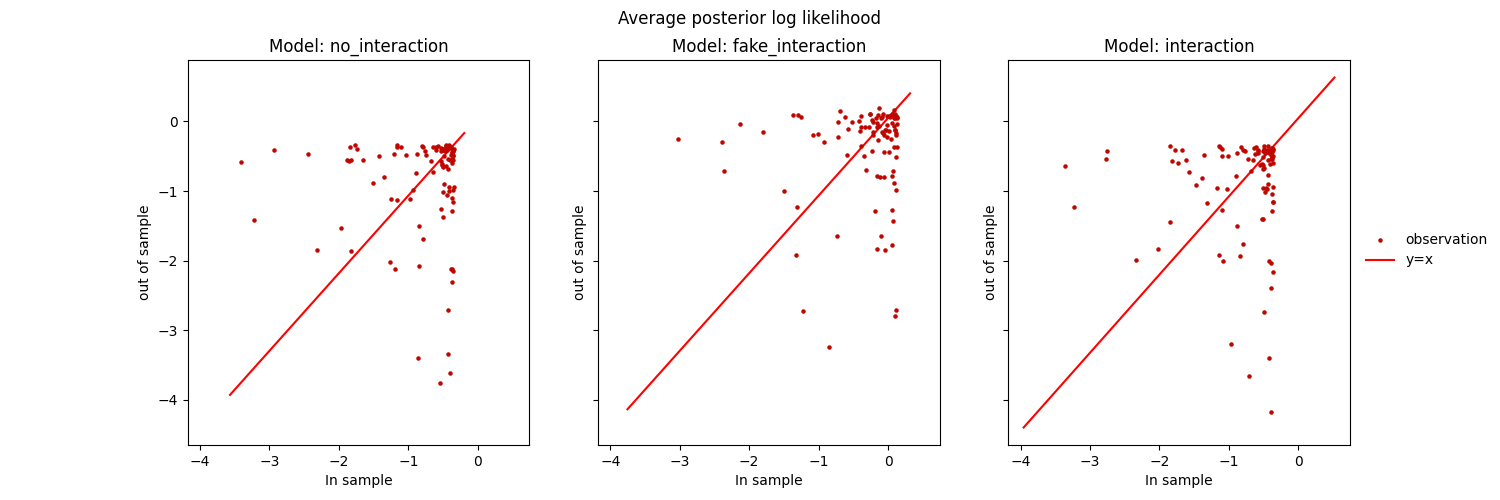 Average posterior log likelihood
Model: no_interaction
Model: fake_interaction
Model: interaction
0
−1
−2
−3
−4
out of sample
out of sample
out of sample
−4 −3 −2 −1 0
−4 −3 −2 −1 0
−4 −3 −2 −1 0
In sample
In sample
In sample
observation
y=x